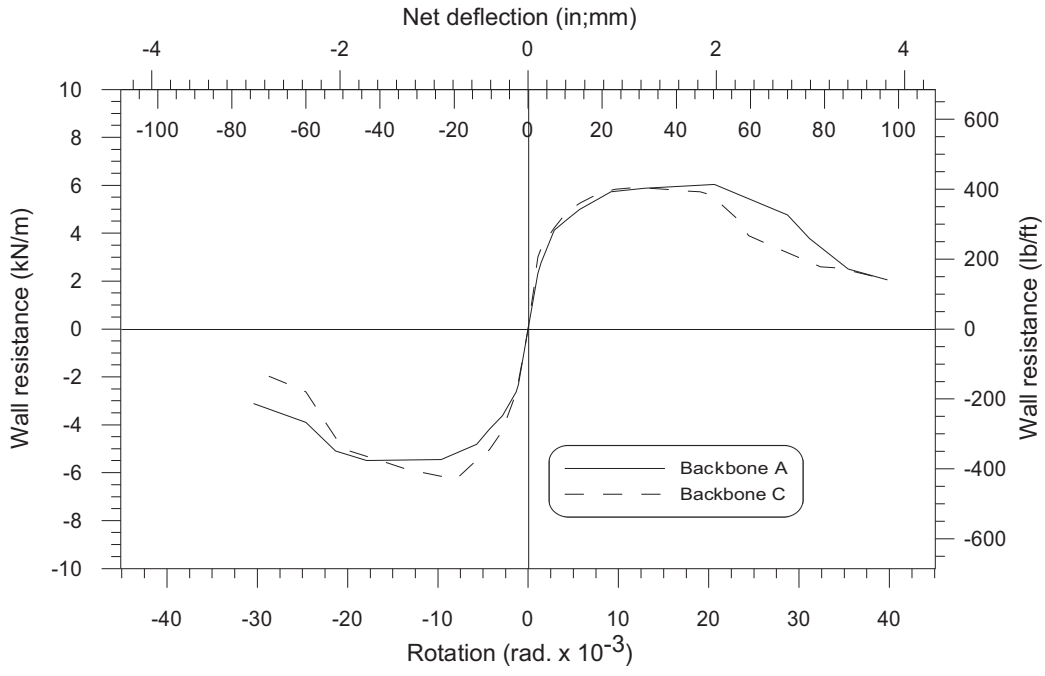 Net deflection (in;mm)
-4 -2 0 2 4
10
-100 -80 -60 -40 -20 0 20 40 60 80 100
600
8
6
400
4
200
2
0
0
-2
-200
-4
-400
-6
-8
-600
-10
Wall resistance (kN/m)
Wall resistance (lb/ft)
Backbone A
Backbone C
-40 -30 -20 -10 0 10 20 30 40
Rotation (rad. x 10⁻³)